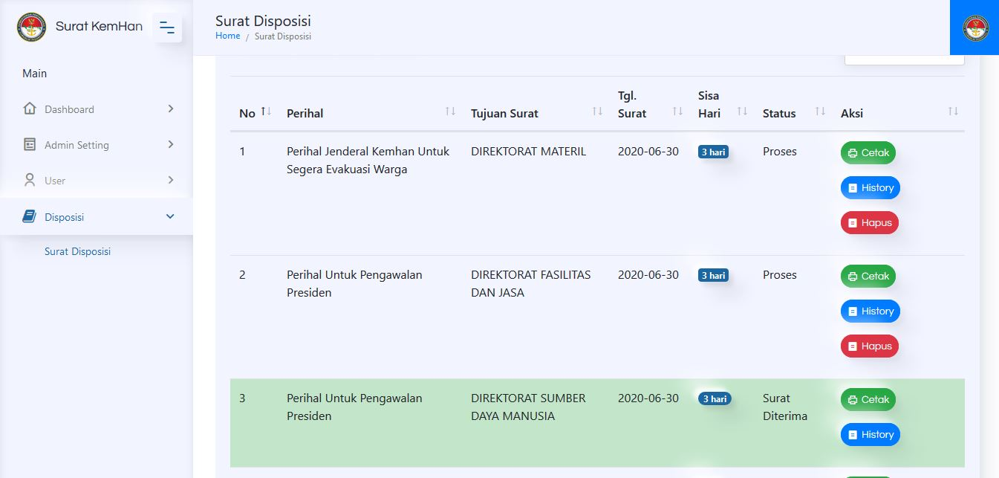 Surat KemHan
Main
Dashboard
Admin Setting
User
Disposisi
Surat Disposisi
Surat Disposisi
Home / Surat Disposisi
No Perihal Tujuan Surat Tgl. Surat Sisa Hari Status Aksi
1 Perihal Jenderal Kemhan Untuk DIREKTORAT MATERIL 2020-06-30 3 hari Proses Cetak
Segera Evakuasi Warga
History
Hapus
2 Perihal Untuk Pengawalan DIREKTORAT FASILITAS 2020-06-30 3 hari Proses Cetak
Presiden DAN JASA
History
Hapus
3 Perihal Untuk Pengawalan DIREKTORAT SUMBER 2020-06-30 3 hari Surat Cetak
Presiden DAYA MANUSIA Diterima
History